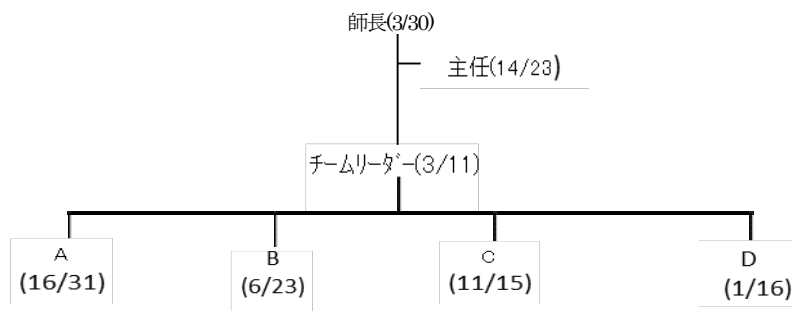 師長(3/30)
主任(14/23)
チームリーダー(3/11)
A
(16/31)
B
(6/23)
C
(11/15)
D
(1/16)